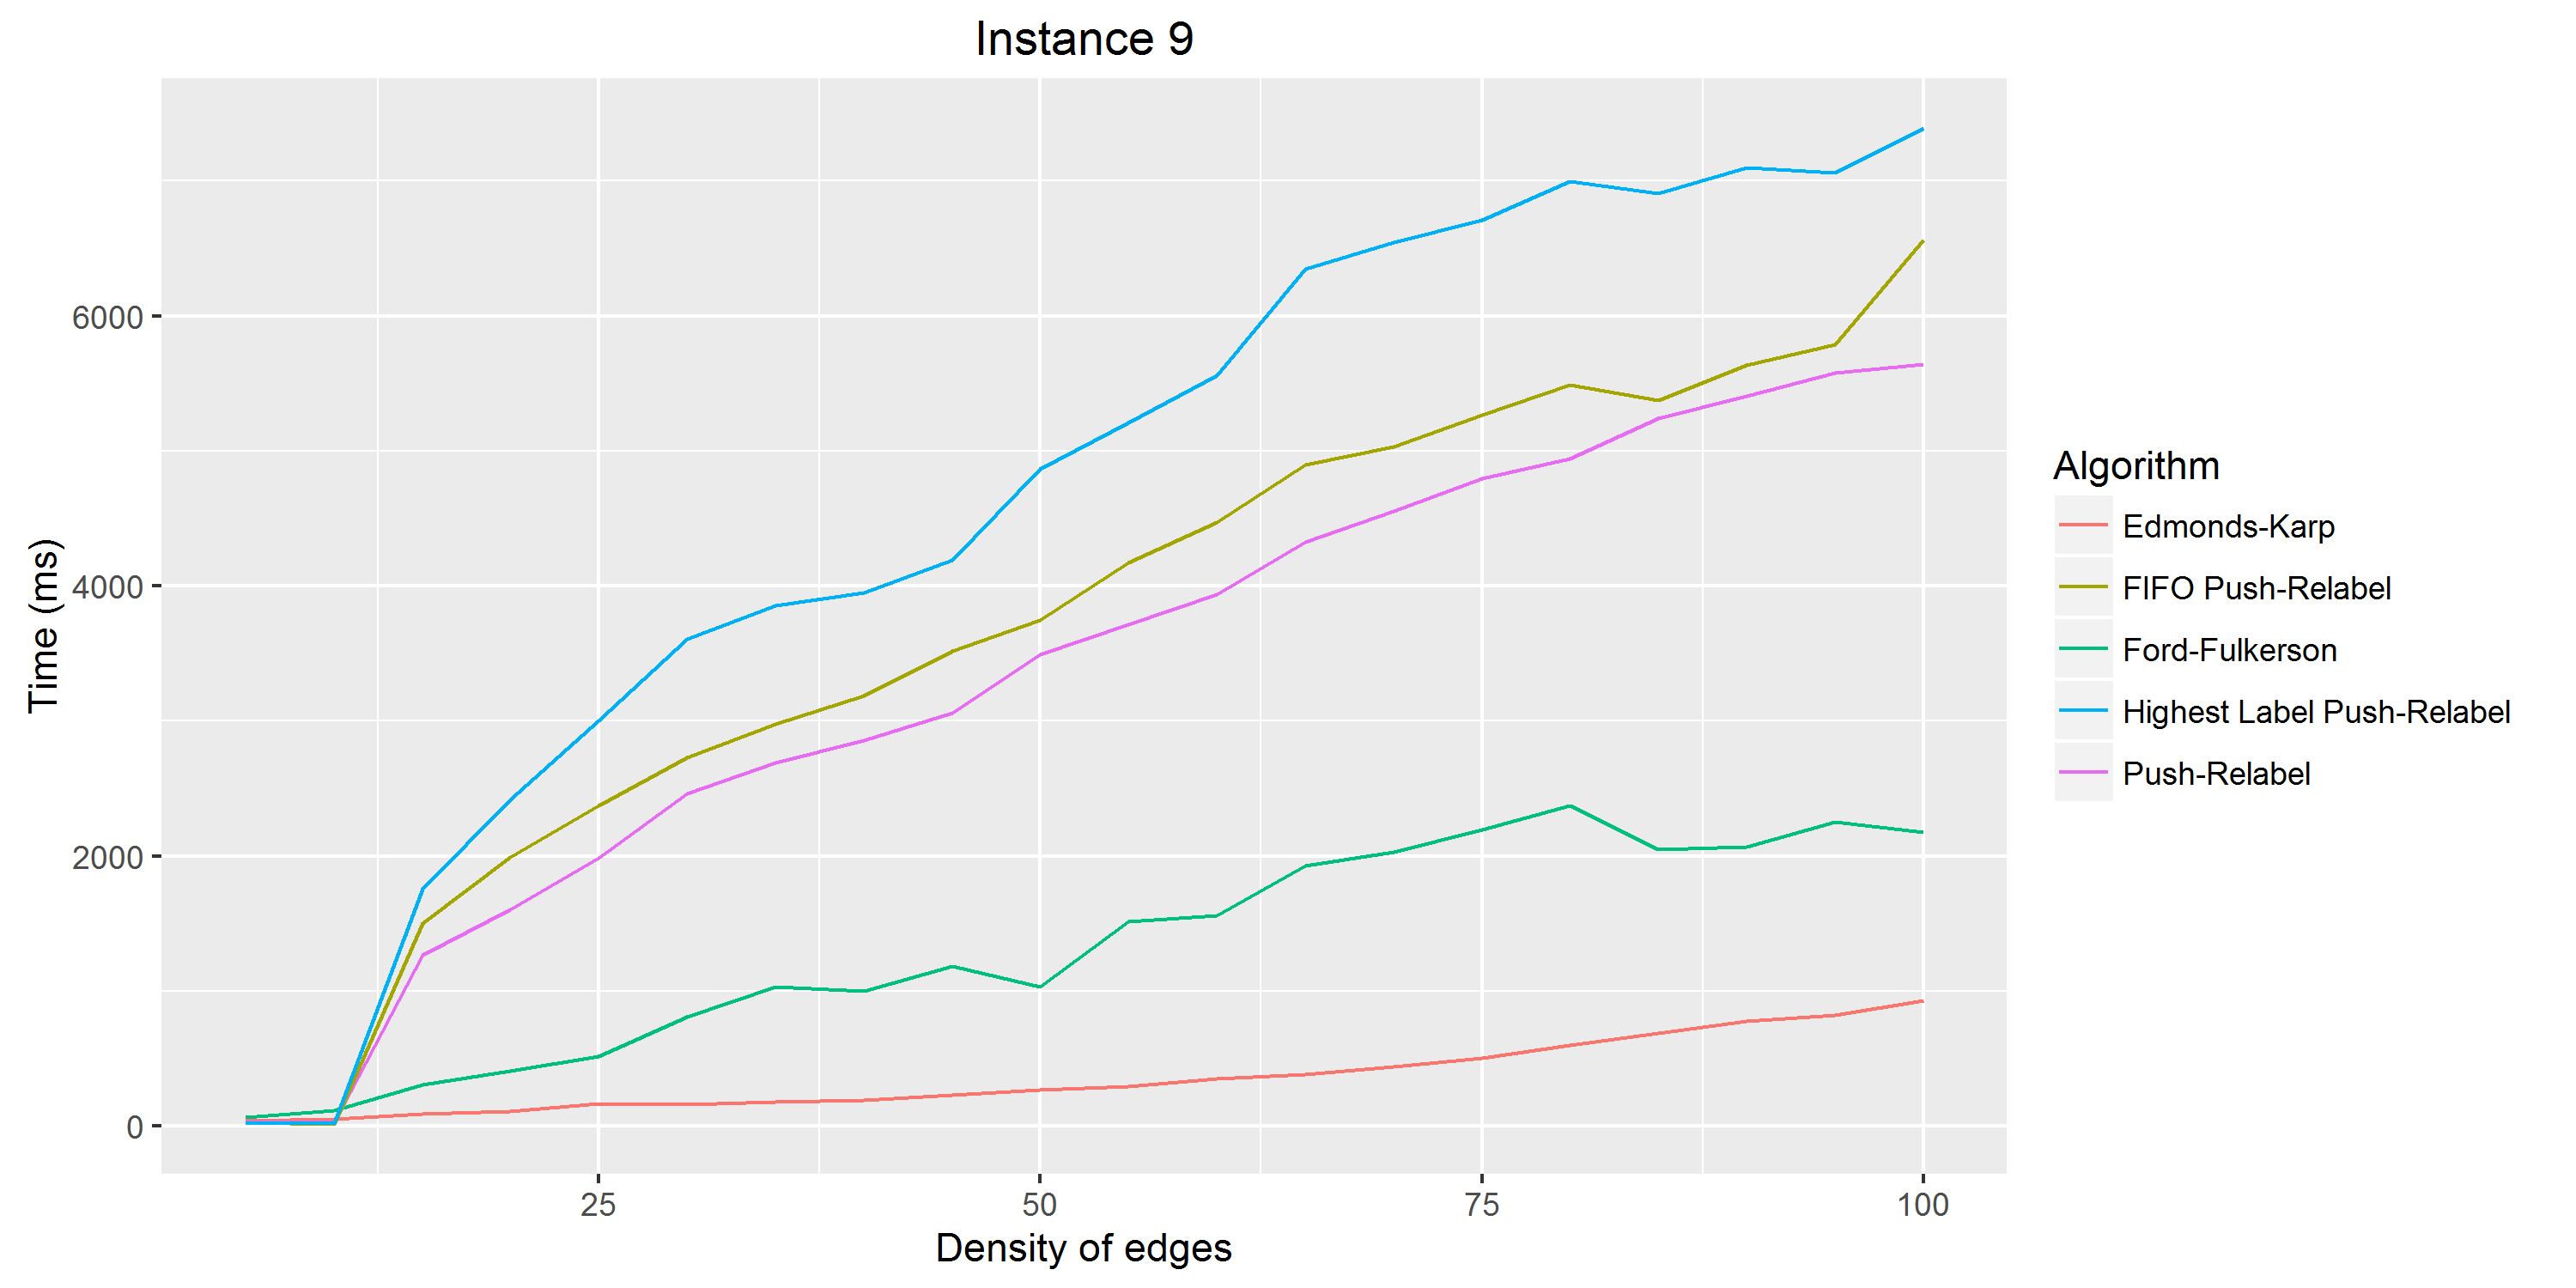 Instance 9
Time (ms)
6000
4000
2000
0
25
50
75
100
Density of edges
Algorithm
Edmonds-Karp
FIFO Push-Relabel
Ford-Fulkerson
Highest Label Push-Relabel
Push-Relabel